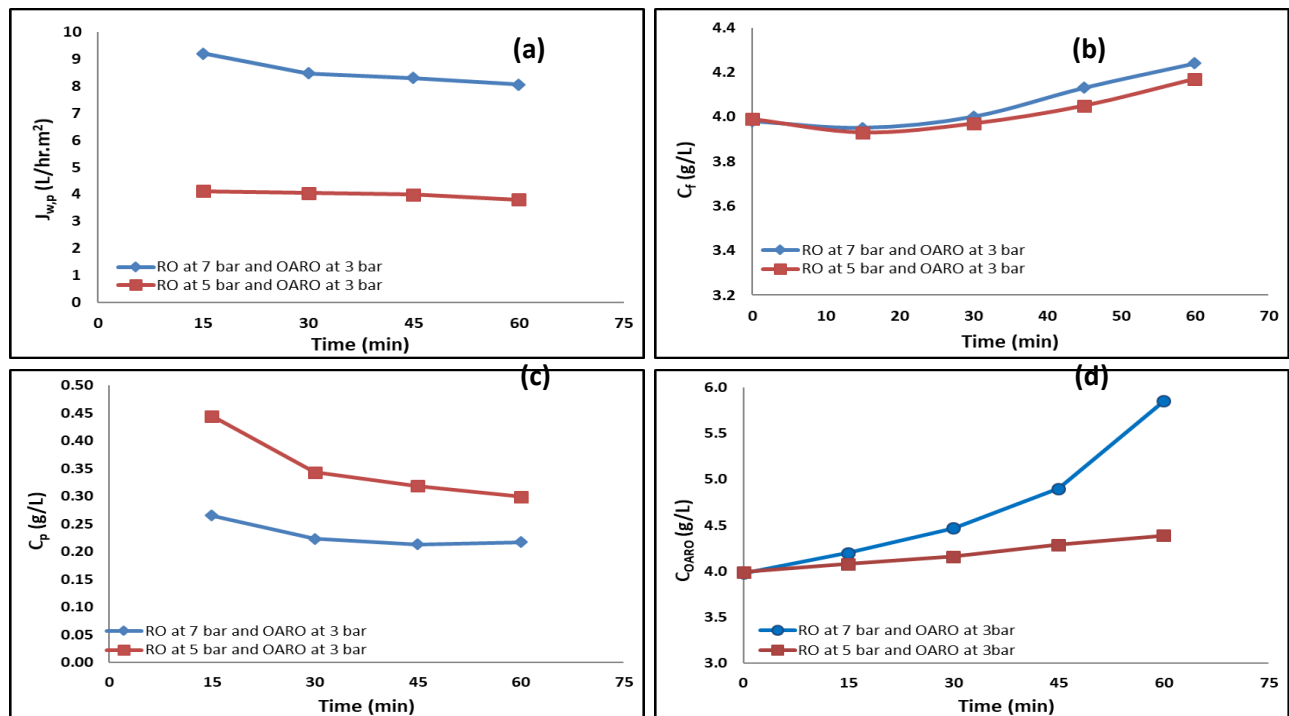 (a)
10
9
8
7
6
5
4
3
2
1
0
J_{w,p} (L/hr.m²)
RO at 7 bar and OARO at 3 bar
RO at 5 bar and OARO at 3 bar
0 15 30 45 60 75
Time (min)
(b)
4.4
4.2
4.0
3.8
3.6
3.4
3.2
C_f (g/L)
RO at 7 bar and OARO at 3 bar
RO at 5 bar and OARO at 3 bar
0 10 20 30 40 50 60 70
Time (min)
(c)
0.50
0.45
0.40
0.35
0.30
0.25
0.20
0.15
0.10
0.05
0.00
C_p (g/L)
RO at 7 bar and OARO at 3 bar
RO at 5 bar and OARO at 3 bar
0 15 30 45 60 75
Time (min)
(d)
6.0
5.5
5.0
4.5
4.0
3.5
3.0
C_{OARO} (g/L)
RO at 7 bar and OARO at 3bar
RO at 5 bar and OARO at 3bar
0 15 30 45 60 75
Time (min)